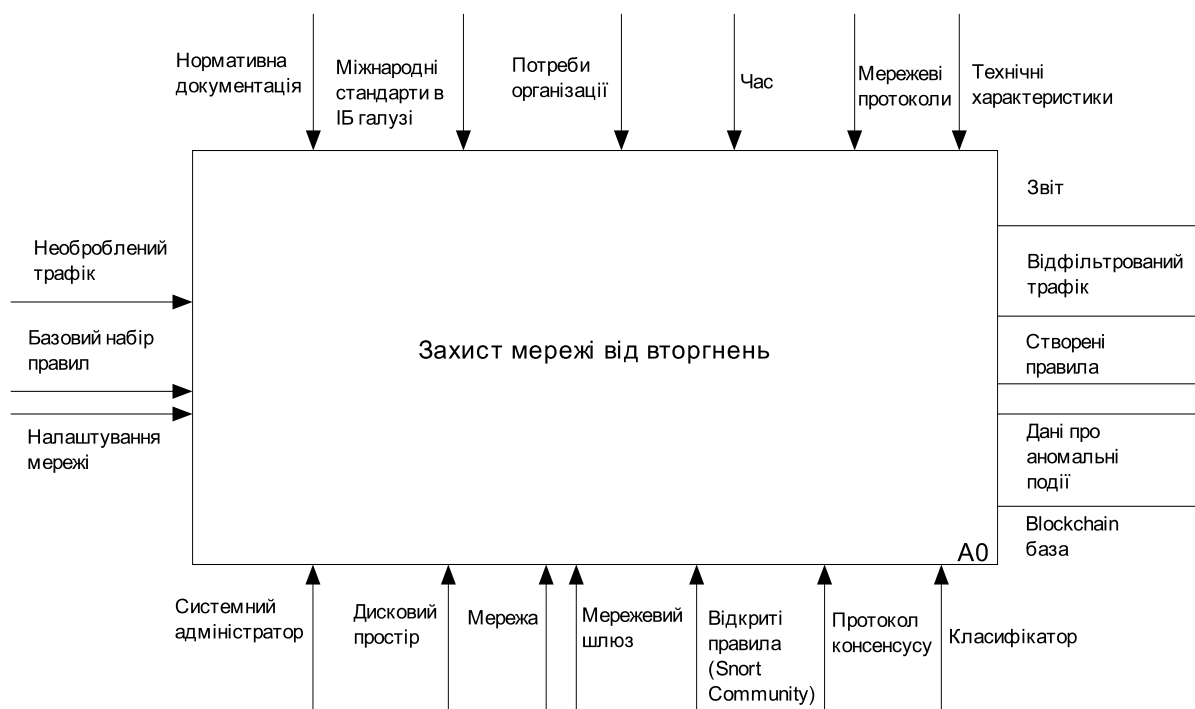 Нормативна
документація
Міжнародні
стандарти в
ІБ галузі
Потреби
організації
Час
Мережеві
протоколи
Технічні
характеристики
Необроблений
трафік
Базовий набір
правил
Налаштування
мережі
Захист мережі від вторгнень
A0
Звіт
Відфільтрований
трафік
Створені
правила
Дані про
аномальні
події
Blockchain
база
Системний
адміністратор
Дисковий
простір
Мережа
Мережевий
шлюз
Відкриті
правила
(Snort
Community)
Протокол
консенсусу
Класифікатор